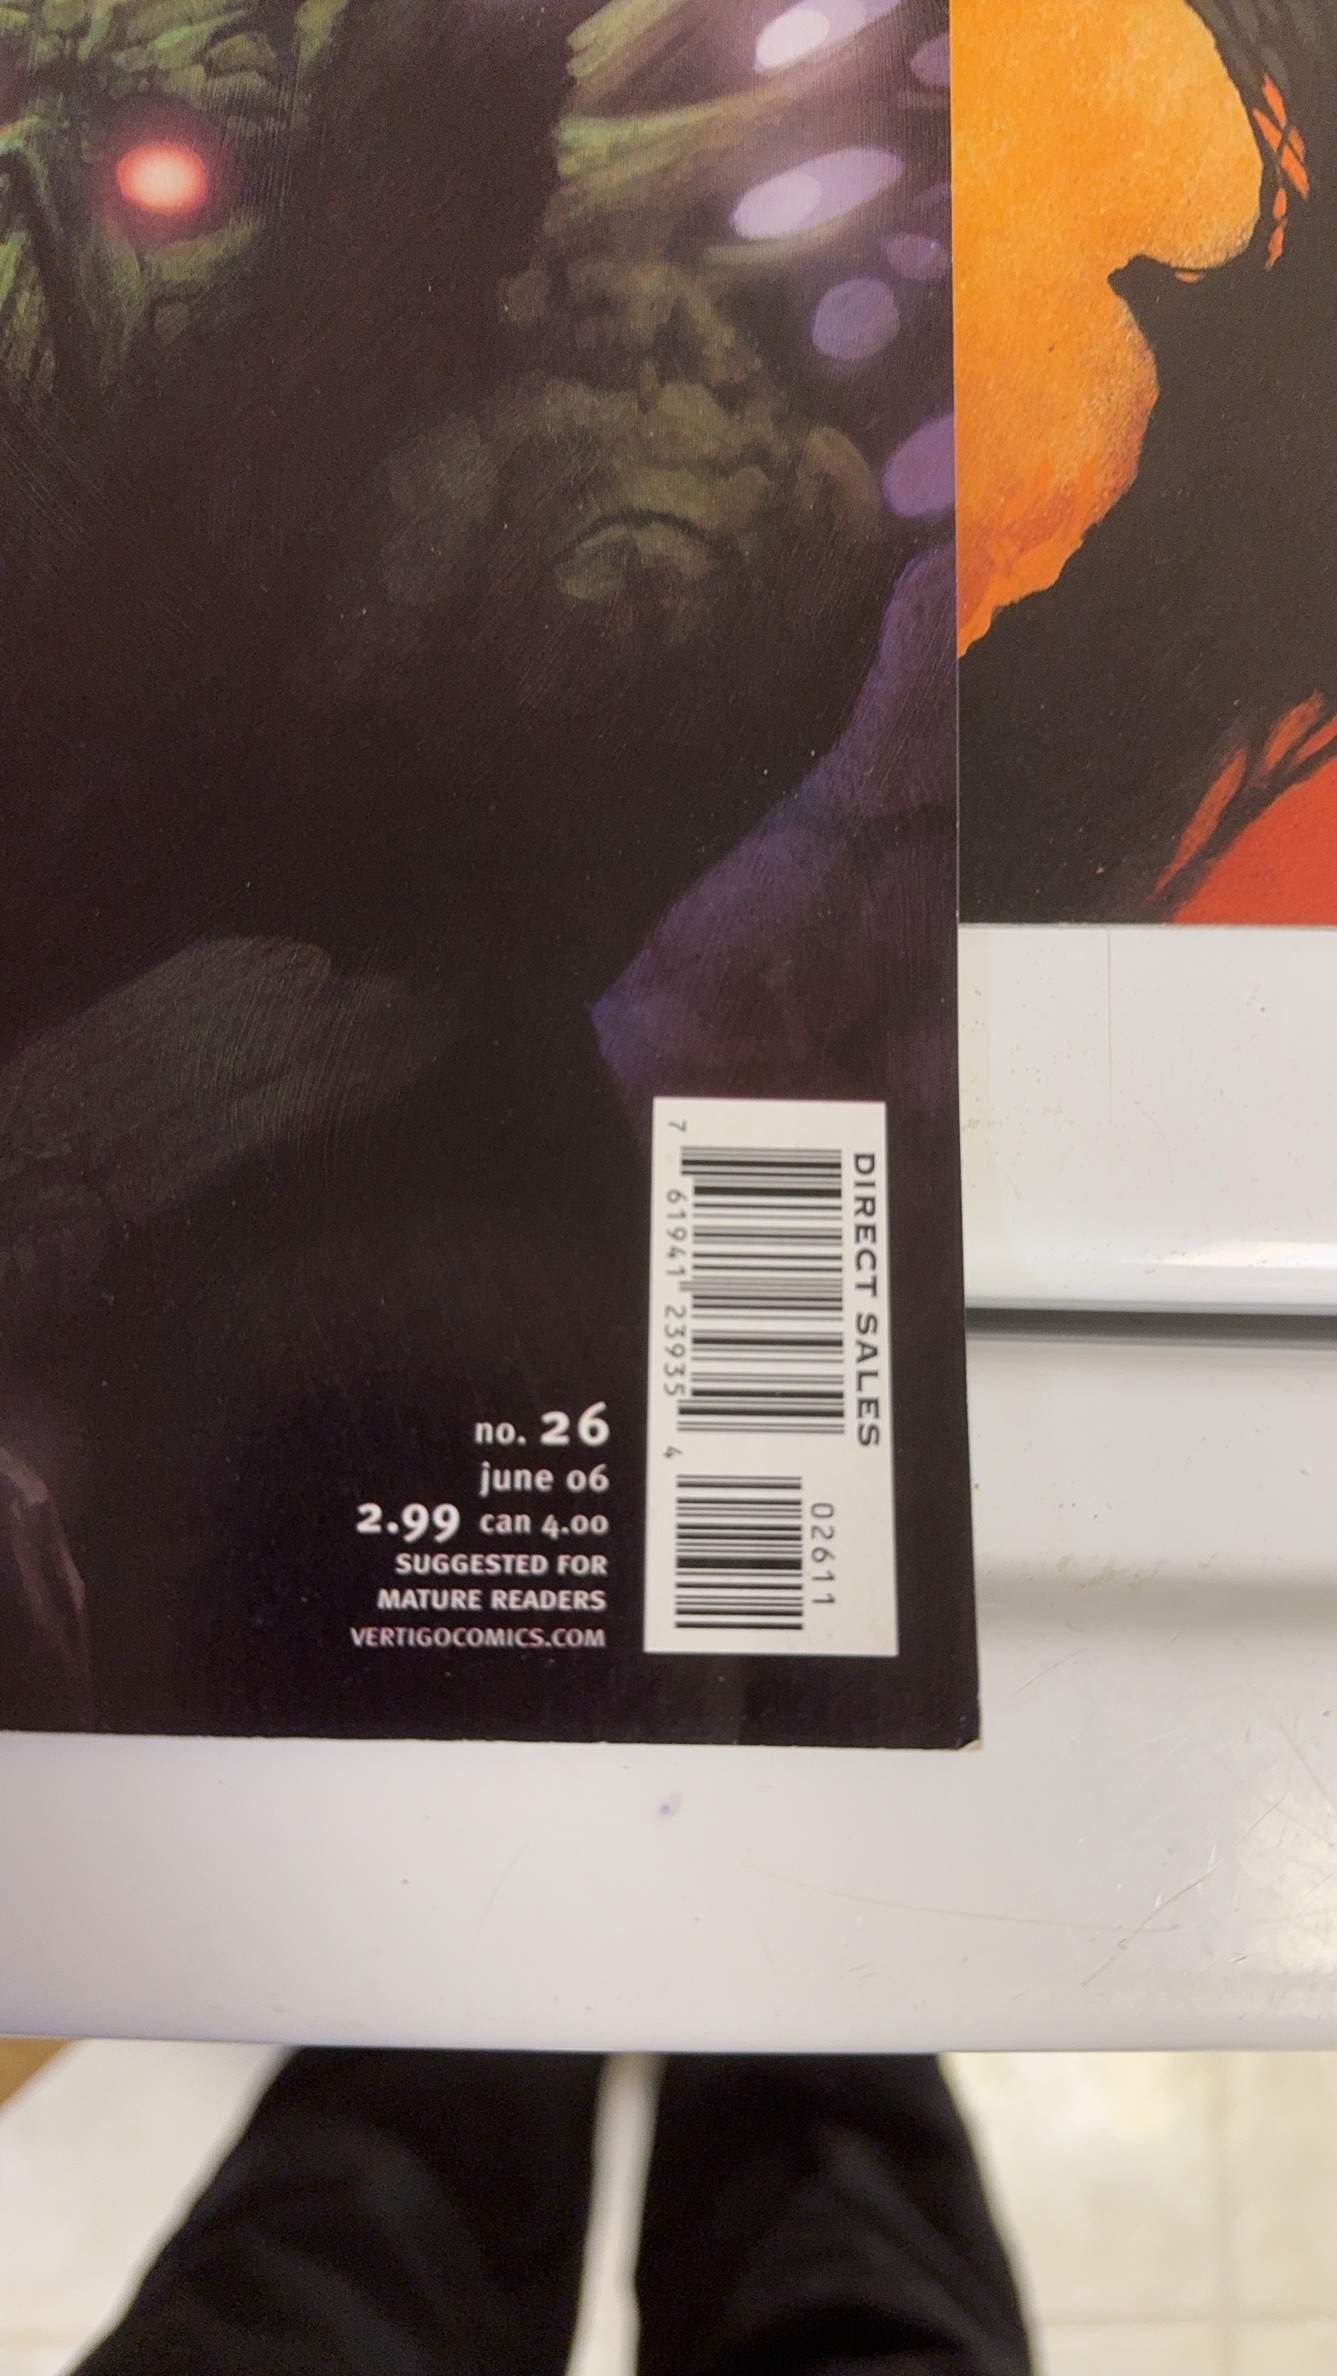 no. 26
june 06
2.99 can 4.00
SUGGESTED FOR
MATURE READERS
VERTIGOCOMICS.COM
DIRECT SALES
7 61941 23935 4
02611